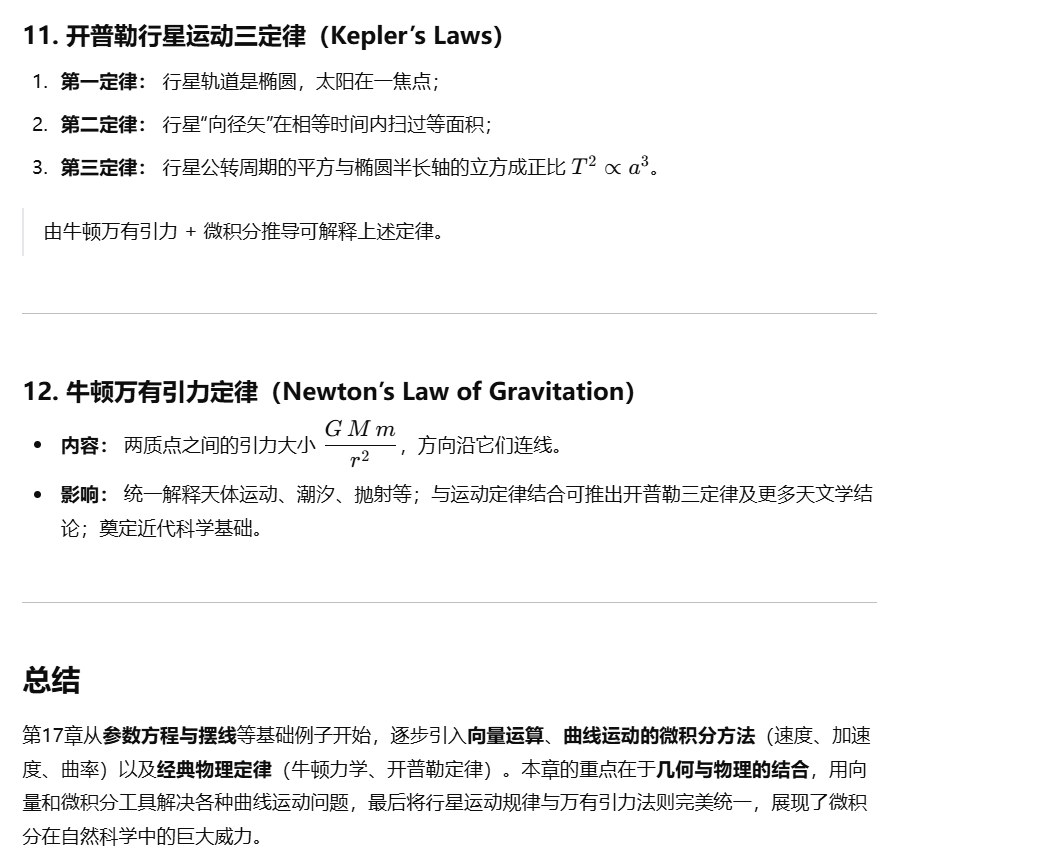 11. 开普勒行星运动三定律（Kepler’s Laws）
1. 第一定律： 行星轨道是椭圆，太阳在一焦点；
2. 第二定律： 行星“向径矢”在相等时间内扫过等面积；
3. 第三定律： 行星公转周期的平方与椭圆半长轴的立方成正比 T² ∝ a³。
由牛顿万有引力 + 微积分推导可解释上述定律。
12. 牛顿万有引力定律（Newton’s Law of Gravitation）
• 内容： 两质点之间的引力大小 G M m / r²，方向沿它们连线。
• 影响： 统一解释天体运动、潮汐、抛射等；与运动定律结合可推出开普勒三定律及更多天文学结
论；奠定近代科学基础。
总结
第17章从参数方程与摆线等基础例子开始，逐步引入向量运算、曲线运动的微积分方法（速度、加速
度、曲率）以及经典物理定律（牛顿力学、开普勒定律）。本章的重点在于几何与物理的结合，用向
量和微积分工具解决各种曲线运动问题，最后将行星运动规律与万有引力法则完美统一，展现了微积
分在自然科学中的巨大威力。